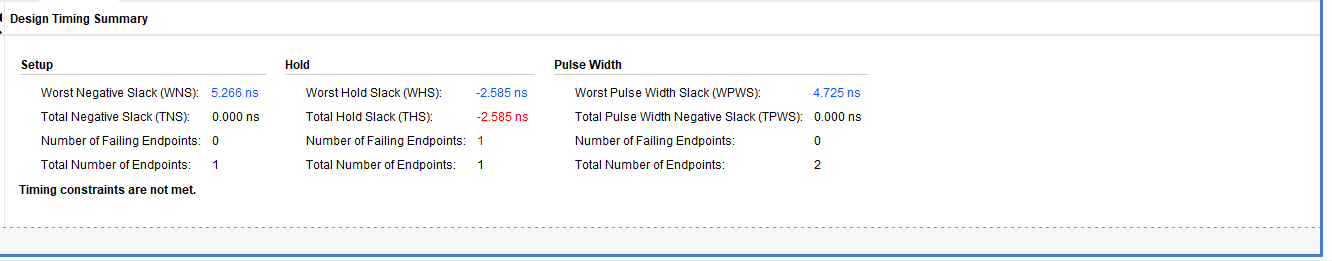 Design Timing Summary
Setup Hold Pulse Width
Worst Negative Slack (WNS): 5.266 ns Worst Hold Slack (WHS): -2.585 ns Worst Pulse Width Slack (WPWS): 4.725 ns
Total Negative Slack (TNS): 0.000 ns Total Hold Slack (THS): -2.585 ns Total Pulse Width Negative Slack (TPWS): 0.000 ns
Number of Failing Endpoints: 0 Number of Failing Endpoints: 1 Number of Failing Endpoints: 0
Total Number of Endpoints: 1 Total Number of Endpoints: 1 Total Number of Endpoints: 2
Timing constraints are not met.